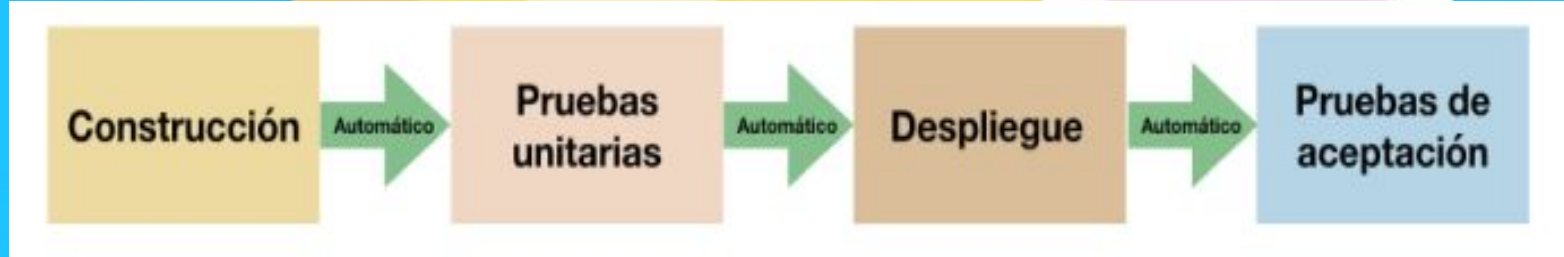 Construcción
Automático
Pruebas
unitarias
Automático
Despliegue
Automático
Pruebas de
aceptación